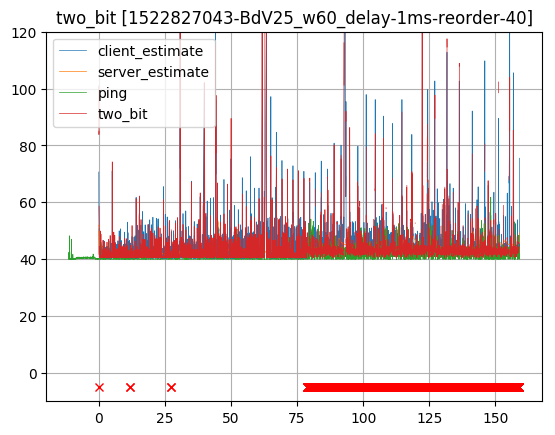 two_bit [1522827043-BdV25_w60_delay-1ms-reorder-40]
client_estimate
server_estimate
ping
two_bit
120
100
80
60
40
20
0
0 25 50 75 100 125 150